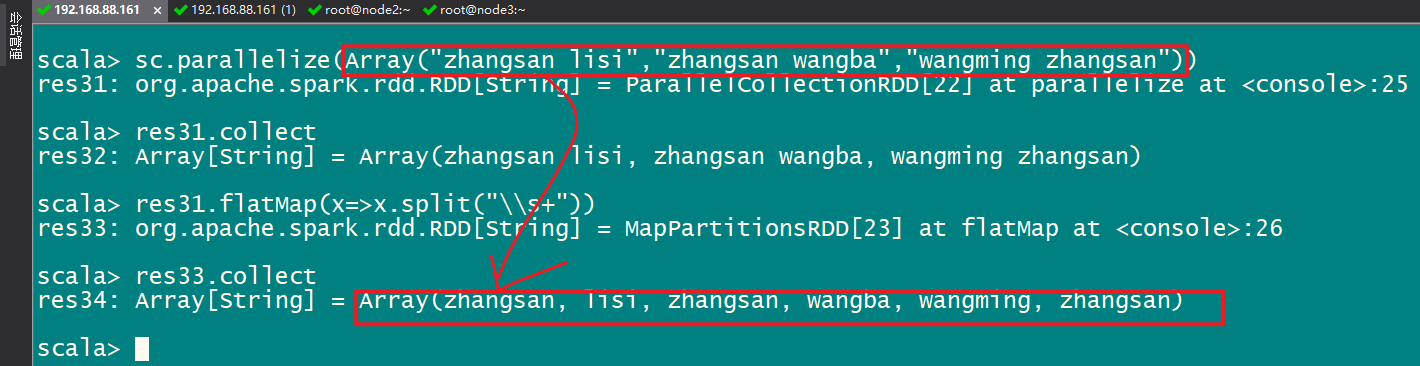 192.168.88.161 × 192.168.88.161 (1) root@node2:~ root@node3:~
会话管理
scala> sc.parallelize(Array("zhangsan lisi","zhangsan wangba","wangming zhangsan"))
res31: org.apache.spark.rdd.RDD[String] = ParallelCollectionRDD[22] at parallelize at <console>:25
scala> res31.collect
res32: Array[String] = Array(zhangsan lisi, zhangsan wangba, wangming zhangsan)
scala> res31.flatMap(x=>x.split("\\s+"))
res33: org.apache.spark.rdd.RDD[String] = MapPartitionsRDD[23] at flatMap at <console>:26
scala> res33.collect
res34: Array[String] = Array(zhangsan, lisi, zhangsan, wangba, wangming, zhangsan)
scala>